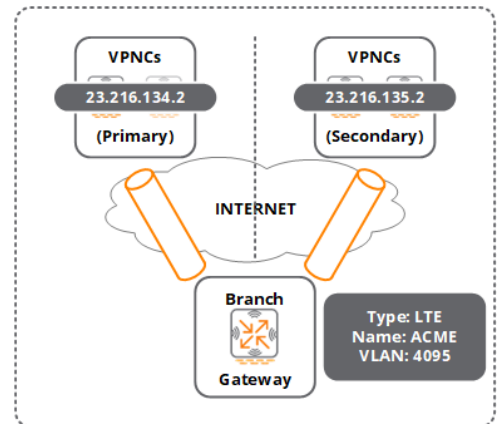 VPNCs
23.216.134.2
(Primary)
VPNCs
23.216.135.2
(Secondary)
INTERNET
Branch
Gateway
Type: LTE
Name: ACME
VLAN: 4095